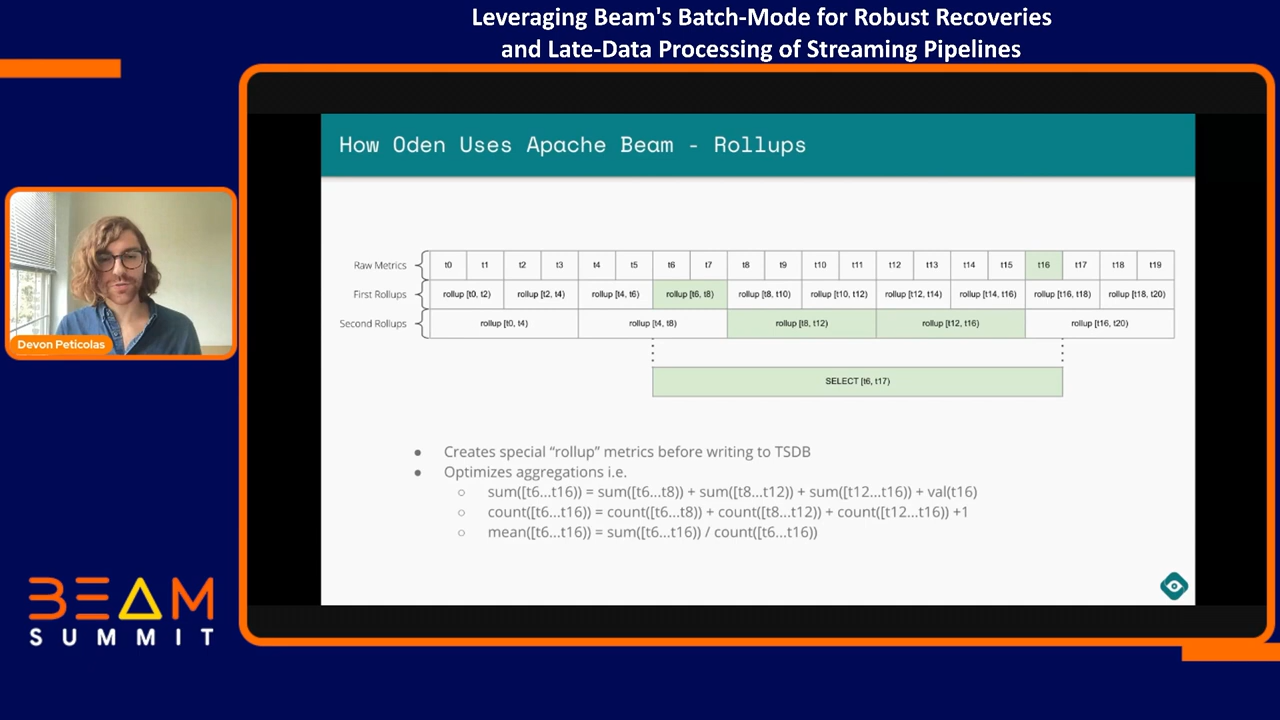 Leveraging Beam's Batch-Mode for Robust Recoveries
and Late-Data Processing of Streaming Pipelines
How Oden Uses Apache Beam - Rollups
Raw Metrics t0 t1 t2 t3 t4 t5 t6 t7 t8 t9 t10 t11 t12 t13 t14 t15 t16 t17 t18 t19
First Rollups rollup [t0, t2) rollup [t2, t4) rollup [t4, t6) rollup [t6, t8) rollup [t8, t10) rollup [t10, t12) rollup [t12, t14) rollup [t14, t16) rollup [t16, t18) rollup [t18, t20)
Second Rollups rollup [t0, t4) rollup [t4, t8) rollup [t8, t12) rollup [t12, t16) rollup [t16, t20)
SELECT [t6, t17)
Devon Peticolas
● Creates special “rollup” metrics before writing to TSDB
● Optimizes aggregations i.e.
○ sum([t6...t16)) = sum([t6...t8)) + sum([t8...t12)) + sum([t12...t16)) + val(t16)
○ count([t6...t16)) = count([t6...t8)) + count([t8...t12)) + count([t12...t16)) +1
○ mean([t6...t16)) = sum([t6...t16)) / count([t6...t16))
BEAM
SUMMIT